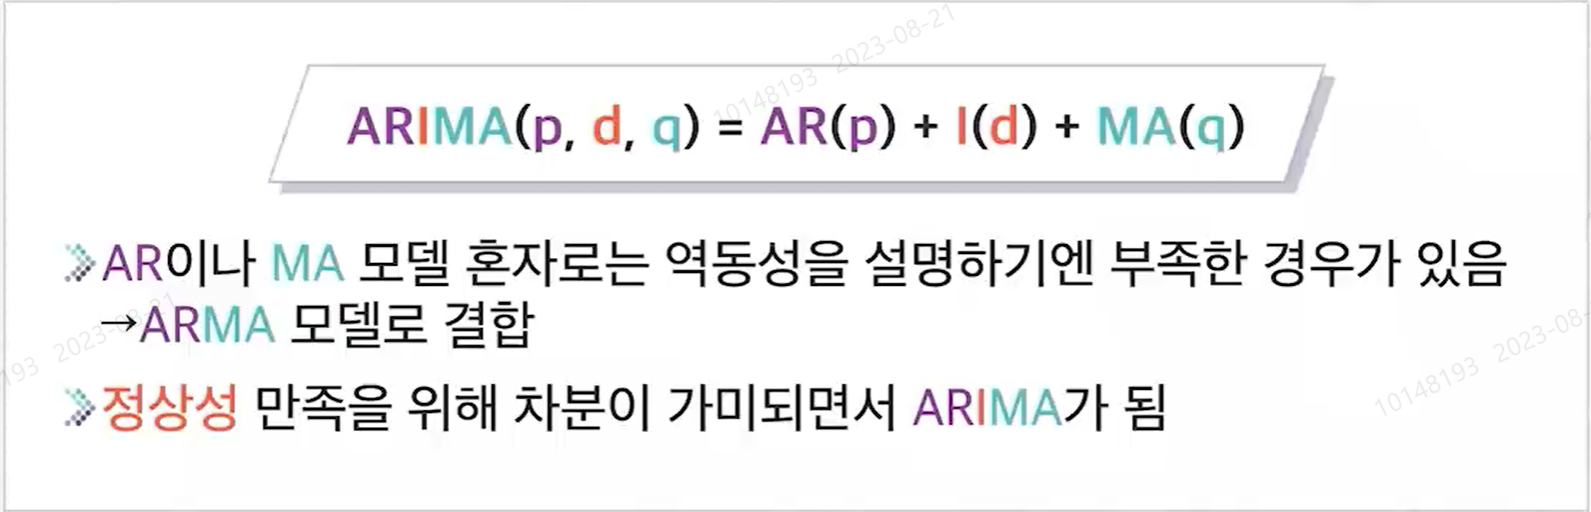 ARIMA(p, d, q) = AR(p) + I(d) + MA(q)
AR이나 MA 모델 혼자로는 역동성을 설명하기엔 부족한 경우가 있음
→ARMA 모델로 결합
정상성 만족을 위해 차분이 가미되면서 ARIMA가 됨
10148193 2023-08-21
193 2023-08-21
10148193 2023-08-